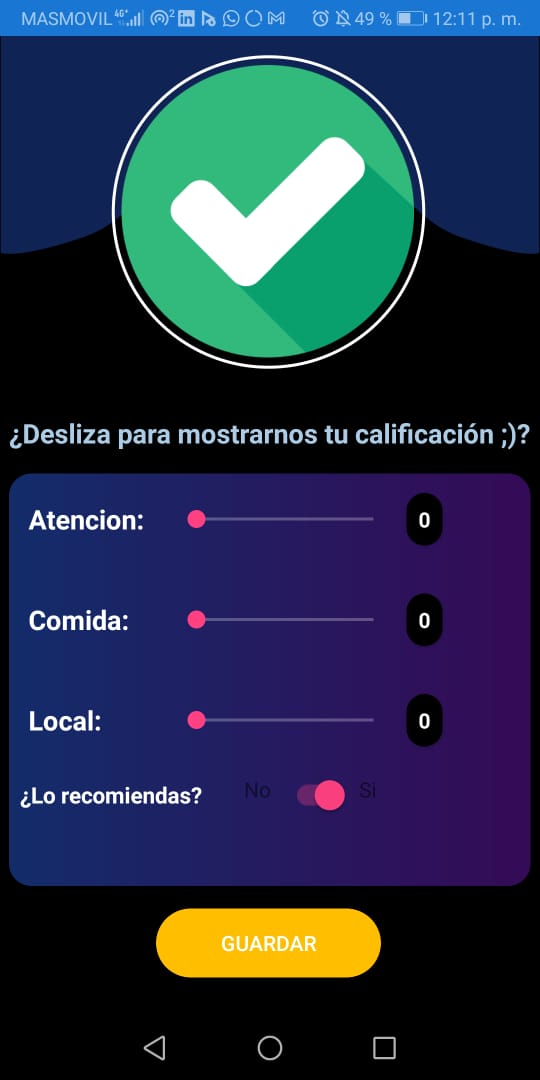 MASMOVIL 4G 2 49 % 12:11 p. m.
¿Desliza para mostrarnos tu calificación ;)?
Atencion: 0
Comida: 0
Local: 0
¿Lo recomiendas? No Si
GUARDAR